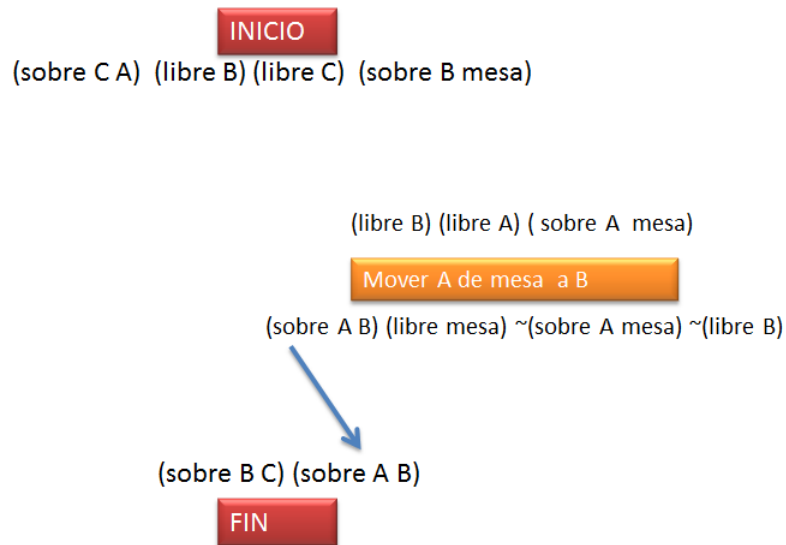 INICIO
(sobre C A) (libre B) (libre C) (sobre B mesa)
(libre B) (libre A) ( sobre A mesa)
Mover A de mesa a B
(sobre A B) (libre mesa) ~(sobre A mesa) ~(libre B)
(sobre B C) (sobre A B)
FIN